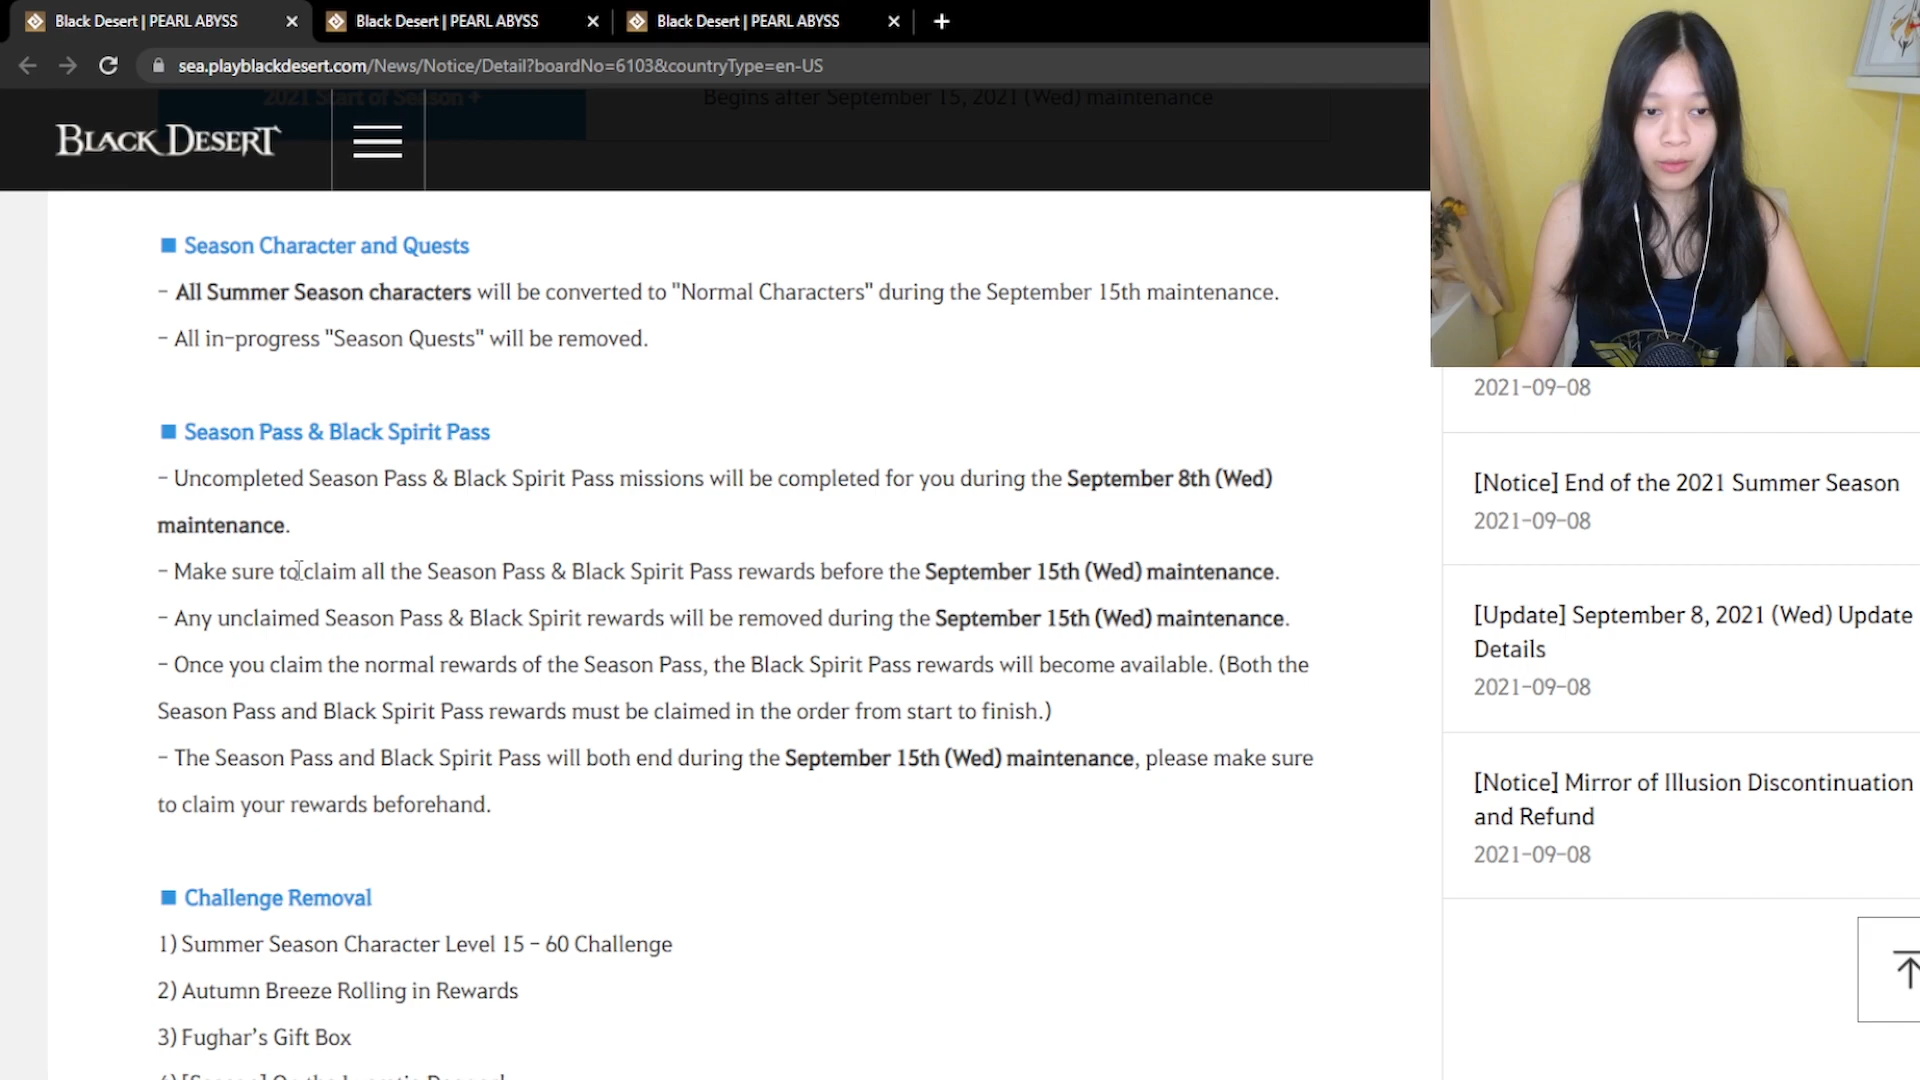 Black Desert | PEARL ABYSS
Black Desert | PEARL ABYSS
Black Desert | PEARL ABYSS
sea.playblackdesert.com/News/Notice/Detail?boardNo=6103&countryType=en-US
2021 Start of Season +
Begins after September 15, 2021 (Wed) maintenance
BLACK DESERT
■ Season Character and Quests
- All Summer Season characters will be converted to "Normal Characters" during the September 15th maintenance.
- All in-progress "Season Quests" will be removed.
■ Season Pass & Black Spirit Pass
- Uncompleted Season Pass & Black Spirit Pass missions will be completed for you during the September 8th (Wed)
maintenance.
- Make sure to claim all the Season Pass & Black Spirit Pass rewards before the September 15th (Wed) maintenance.
- Any unclaimed Season Pass & Black Spirit rewards will be removed during the September 15th (Wed) maintenance.
- Once you claim the normal rewards of the Season Pass, the Black Spirit Pass rewards will become available. (Both the
Season Pass and Black Spirit Pass rewards must be claimed in the order from start to finish.)
- The Season Pass and Black Spirit Pass will both end during the September 15th (Wed) maintenance, please make sure
to claim your rewards beforehand.
■ Challenge Removal
1) Summer Season Character Level 15 - 60 Challenge
2) Autumn Breeze Rolling in Rewards
3) Fughar's Gift Box
2021-09-08
[Notice] End of the 2021 Summer Season
2021-09-08
[Update] September 8, 2021 (Wed) Update
Details
2021-09-08
[Notice] Mirror of Illusion Discontinuation
and Refund
2021-09-08